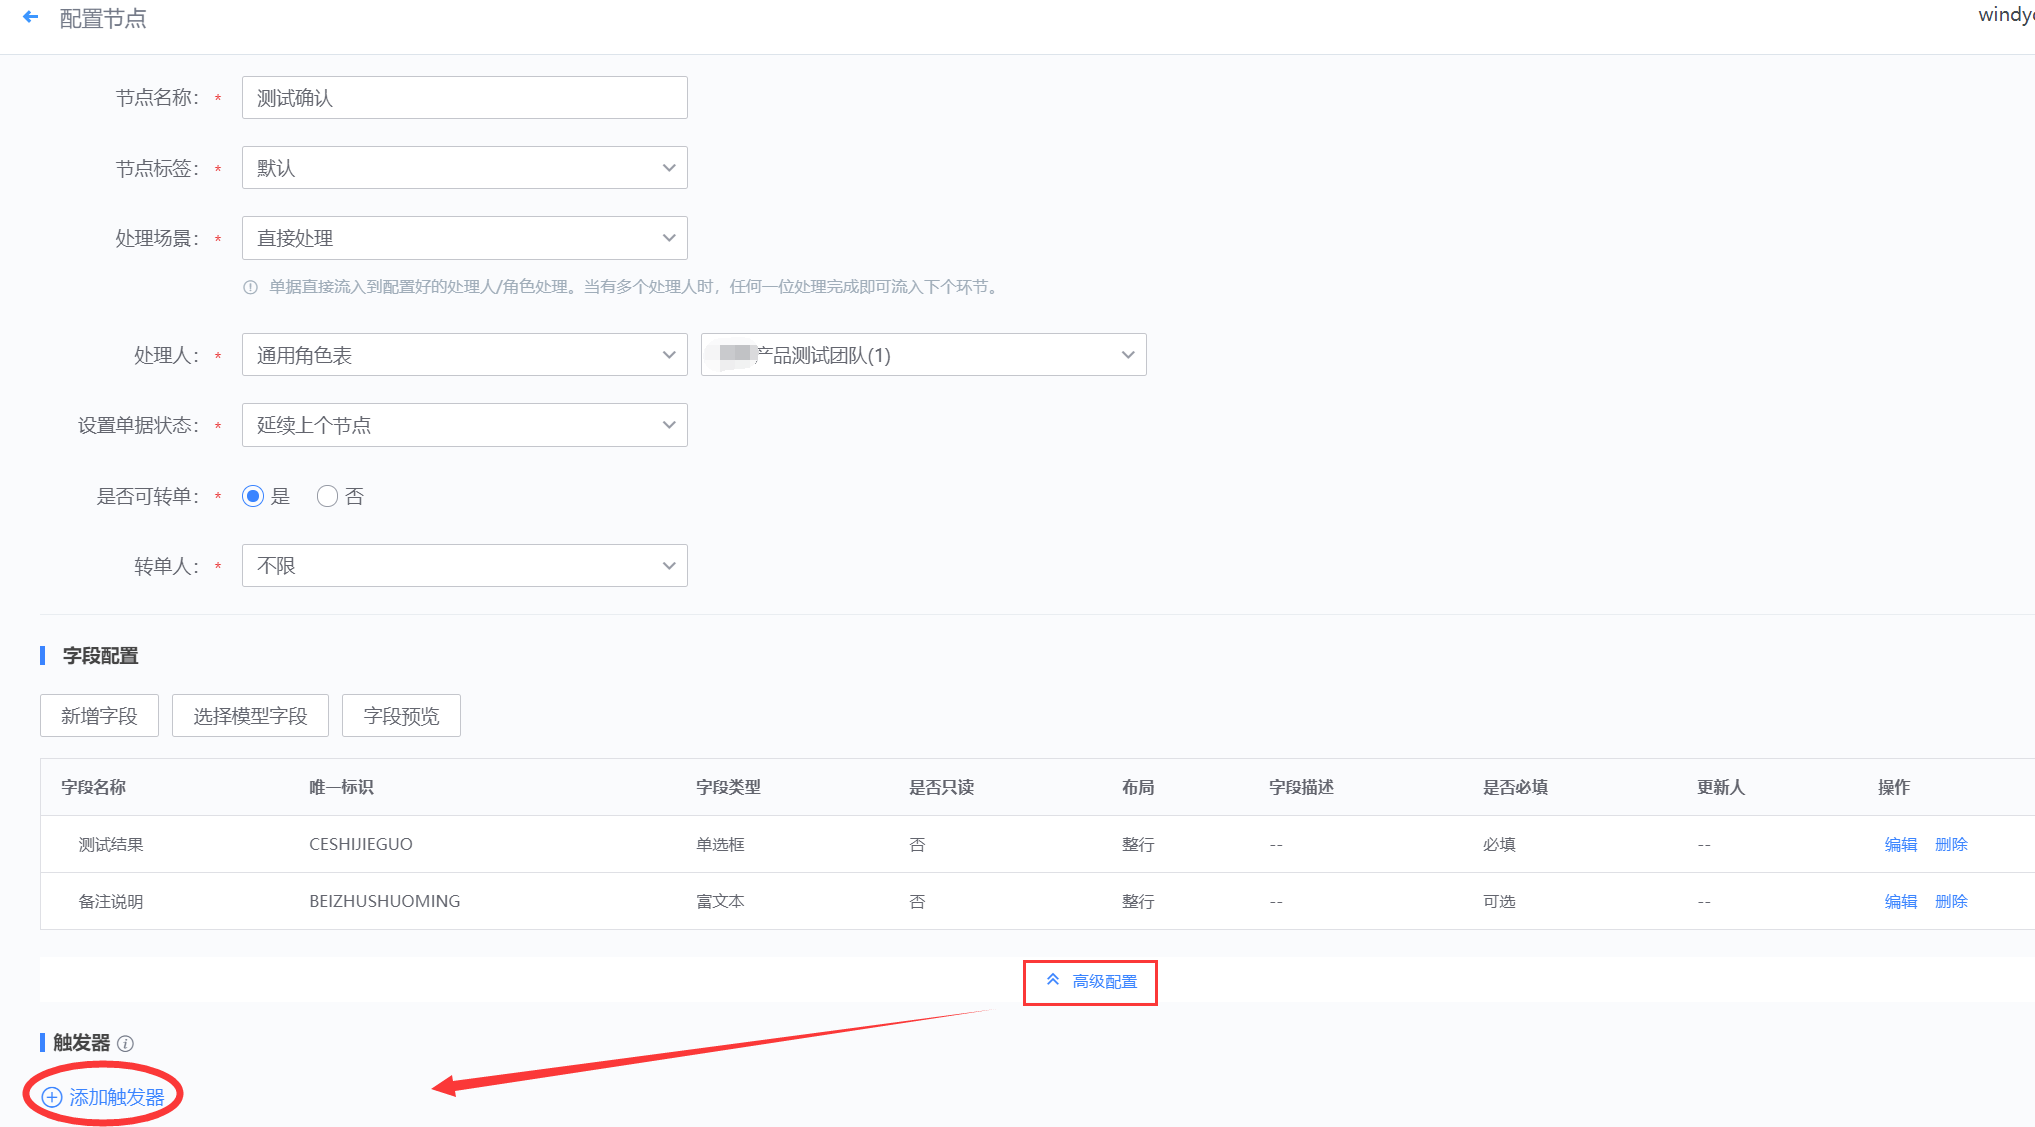 配置节点
节点名称： * 测试确认
节点标签： * 默认
处理场景： * 直接处理
单据直接流入到配置好的处理人/角色处理。当有多个处理人时，任何一位处理完成即可流入下个环节。
处理人： * 通用角色表 产品测试团队(1)
设置单据状态： * 延续上个节点
是否可转单： * 是 否
转单人： * 不限
字段配置
新增字段 选择模型字段 字段预览
字段名称 唯一标识 字段类型 是否只读 布局 字段描述 是否必填 更新人 操作
测试结果 CESHIJIEGUO 单选框 否 整行 -- 必填 -- 编辑 删除
备注说明 BEIZHUSHUOMING 富文本 否 整行 -- 可选 -- 编辑 删除
高级配置
触发器
添加触发器